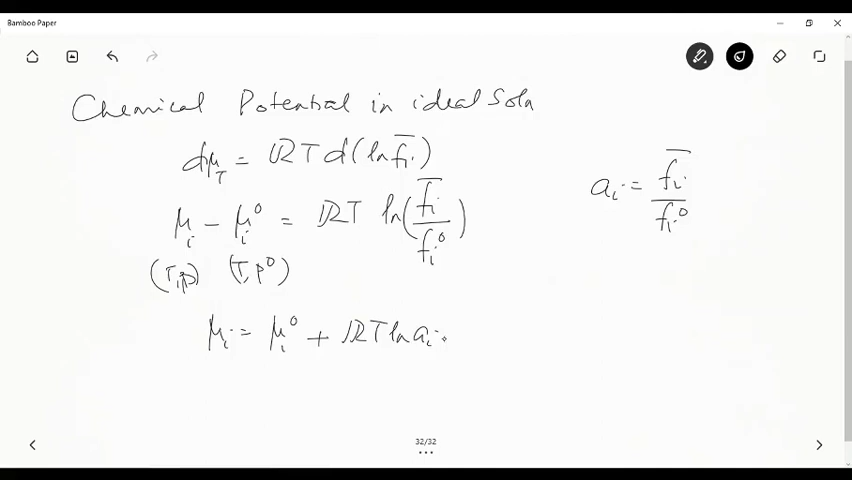 Bamboo Paper
Chemical Potential in ideal Soln
dμ_T = RT d(ln f̄_i)
μ_i - μ_i^0 = RT ln(f̄_i / f_i^0)
(T, p) (T, p^0)
μ_i = μ_i^0 + RT ln a_i
a_i = f̄_i / f_i^0
32/32